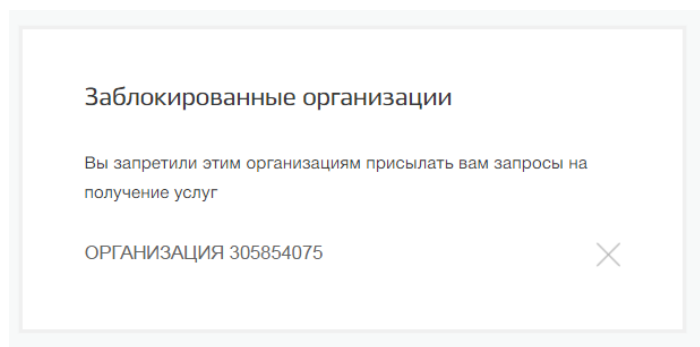 Заблокированные организации
Вы запретили этим организациям присылать вам запросы на
получение услуг
ОРГАНИЗАЦИЯ 305854075